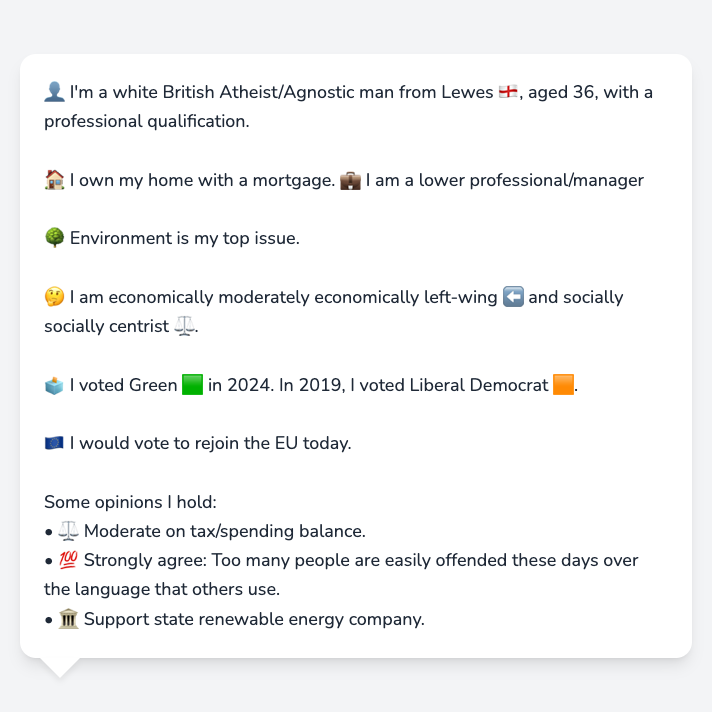 👤 I'm a white British Atheist/Agnostic man from Lewes 🏴󠁧󠁢󠁥󠁮󠁧󠁿, aged 36, with a
professional qualification.
🏠 I own my home with a mortgage. 💼 I am a lower professional/manager
🌳 Environment is my top issue.
🤔 I am economically moderately economically left-wing ⬅️ and socially
socially centrist ⚖️.
🗳️ I voted Green 🟩 in 2024. In 2019, I voted Liberal Democrat 🟧.
🇪🇺 I would vote to rejoin the EU today.
Some opinions I hold:
• ⚖️ Moderate on tax/spending balance.
• 💯 Strongly agree: Too many people are easily offended these days over
the language that others use.
• 🏛️ Support state renewable energy company.